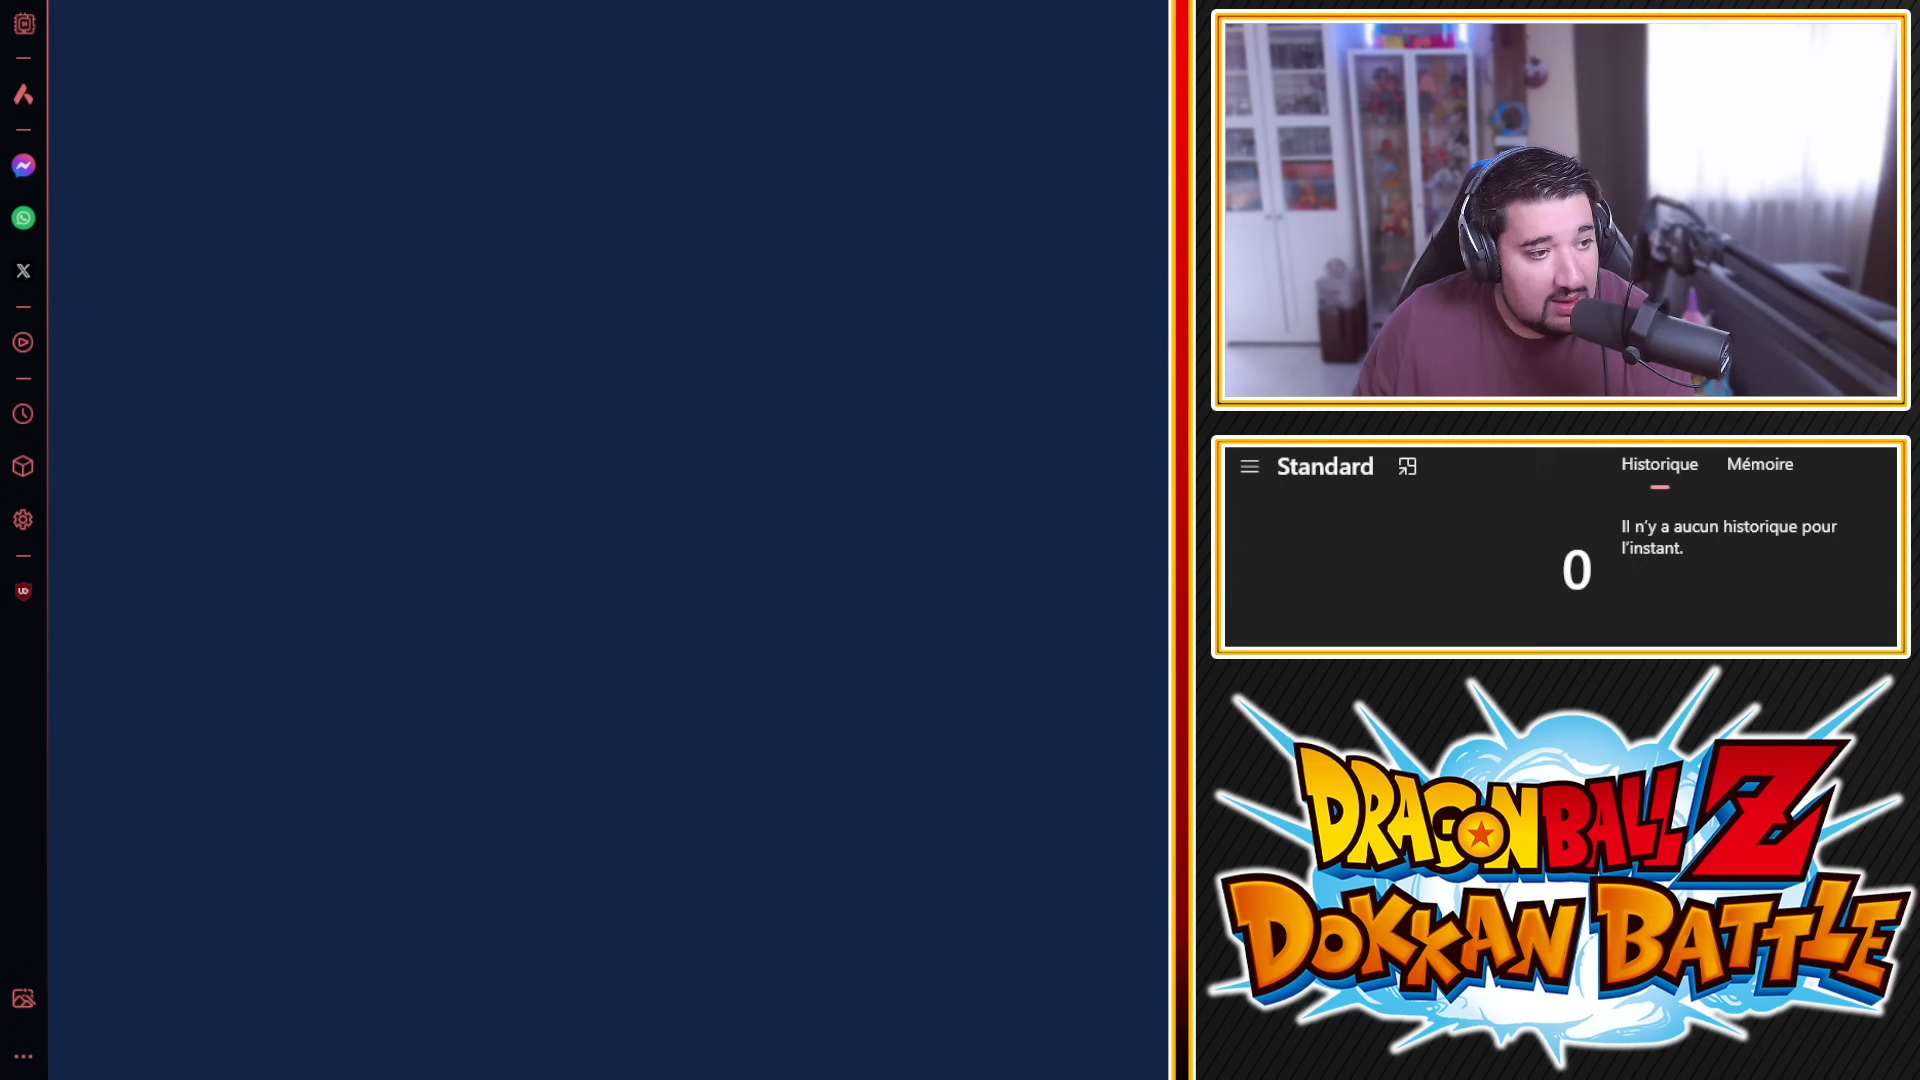 Standard
Historique Mémoire
Il n'y a aucun historique pour
l'instant.
0
DRAGON BALL Z
DOKKAN BATTLE